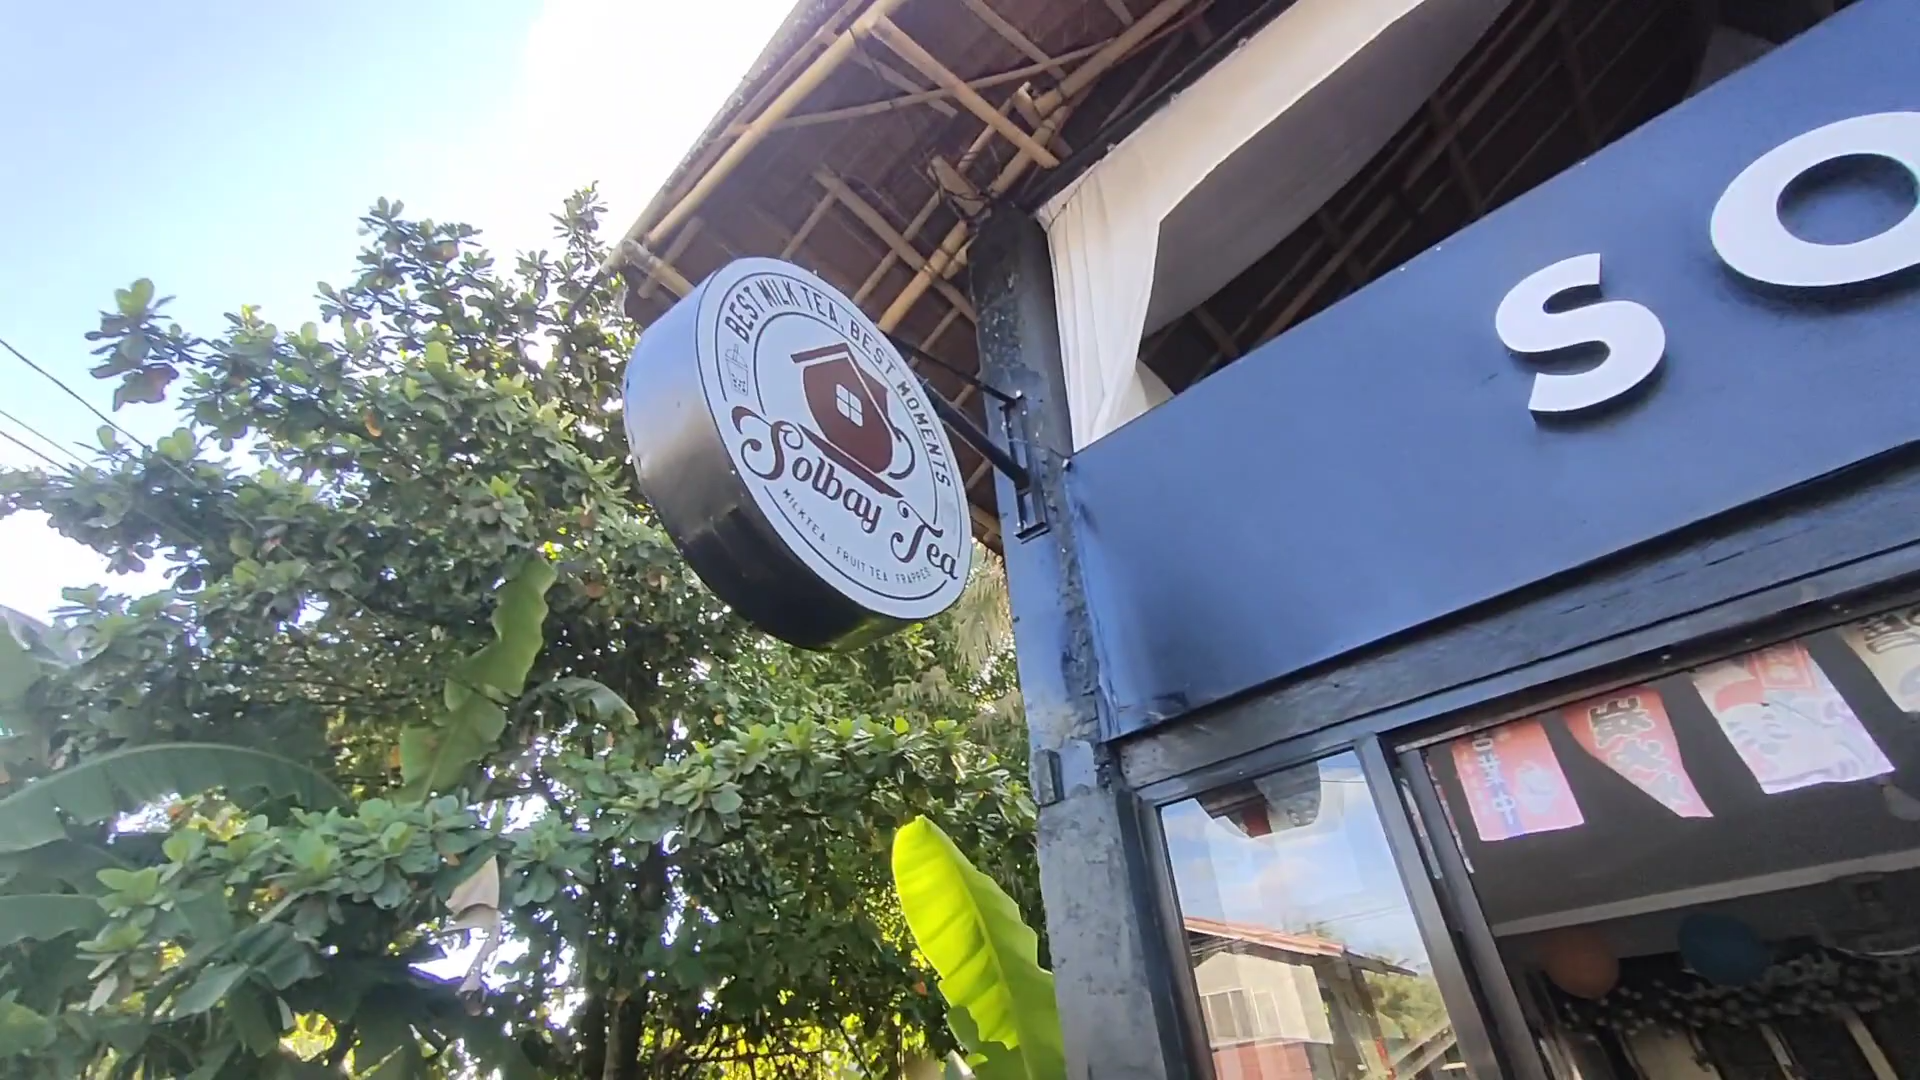 BEST MILK TEA, BEST MOMENTS
Solbay Tea
MILKTEA FRUIT TEA FRAPPES
SO